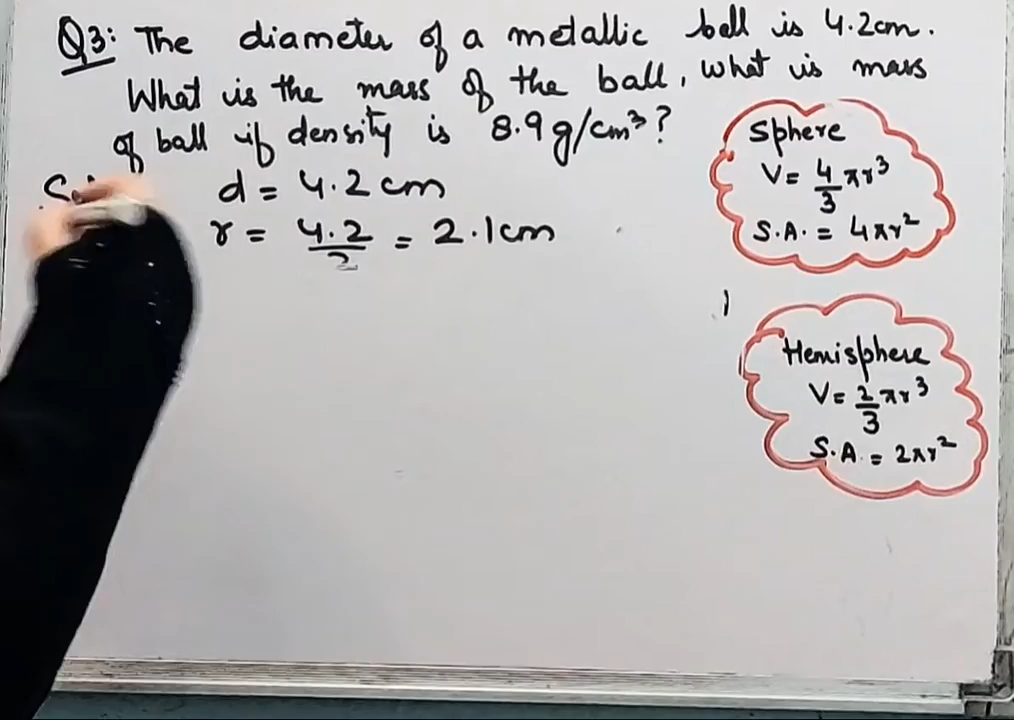 Q3: The diameter of a metallic ball is 4.2cm.
What is the mass of the ball, what is mass
of ball if density is 8.9g/cm³?
d = 4.2 cm
r = 4.2/2 = 2.1cm
Sphere
V = 4/3 πr³
S.A. = 4πr²
Hemisphere
V = 2/3 πr³
S.A. = 2πr²